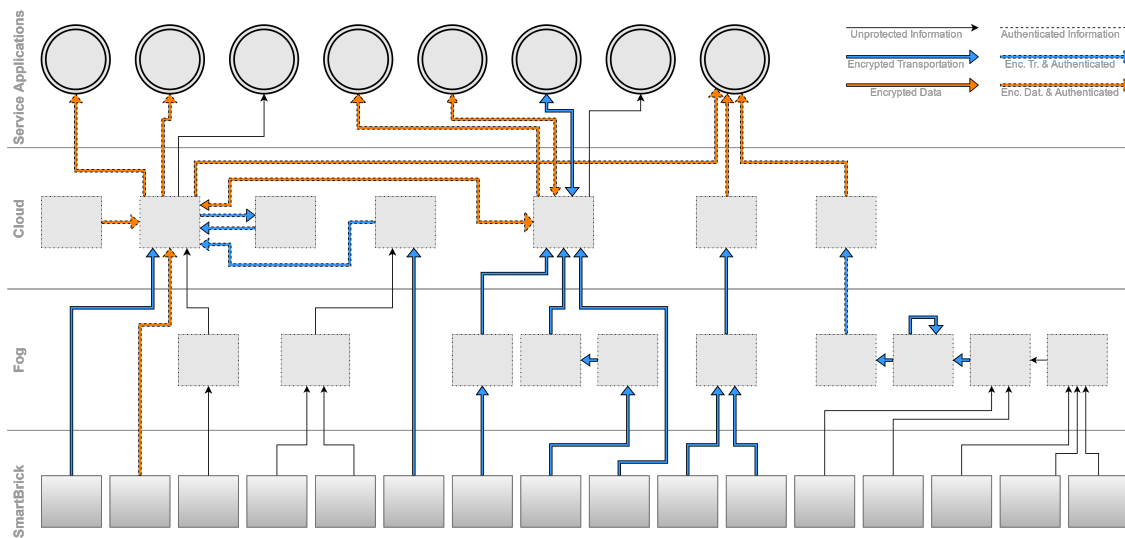 Service Applications
Unprotected Information
Authenticated Information
Encrypted Transportation
Enc. Tr. & Authenticated
Encrypted Data
Enc. Dat. & Authenticated
Cloud
Fog
SmartBrick